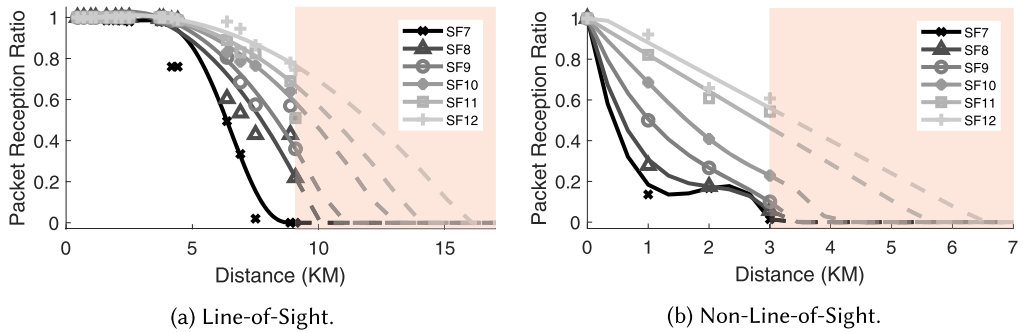 Packet Reception Ratio
1
0.8
0.6
0.4
0.2
0
0 5 10 15
Distance (KM)
SF7
SF8
SF9
SF10
SF11
SF12
(a) Line-of-Sight.
Packet Reception Ratio
1
0.8
0.6
0.4
0.2
0
0 1 2 3 4 5 6 7
Distance (KM)
SF7
SF8
SF9
SF10
SF11
SF12
(b) Non-Line-of-Sight.